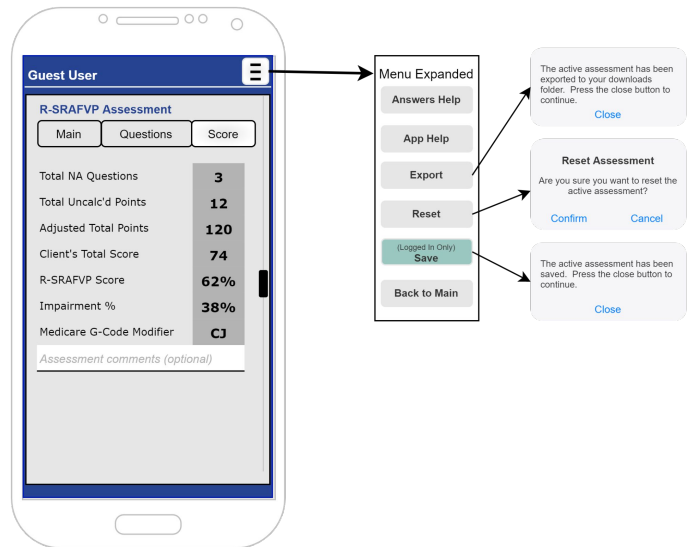 Guest User
R-SRAFVP Assessment
Main Questions Score
Total NA Questions 3
Total Uncalc'd Points 12
Adjusted Total Points 120
Client's Total Score 74
R-SRAFVP Score 62%
Impairment % 38%
Medicare G-Code Modifier CJ
Assessment comments (optional)
Menu Expanded
Answers Help
App Help
Export
Reset
(Logged In Only)
Save
Back to Main
The active assessment has been
exported to your downloads
folder. Press the close button to
continue.
Close
Reset Assessment
Are you sure you want to reset the
active assessment?
Confirm Cancel
The active assessment has been
saved. Press the close button to
continue.
Close